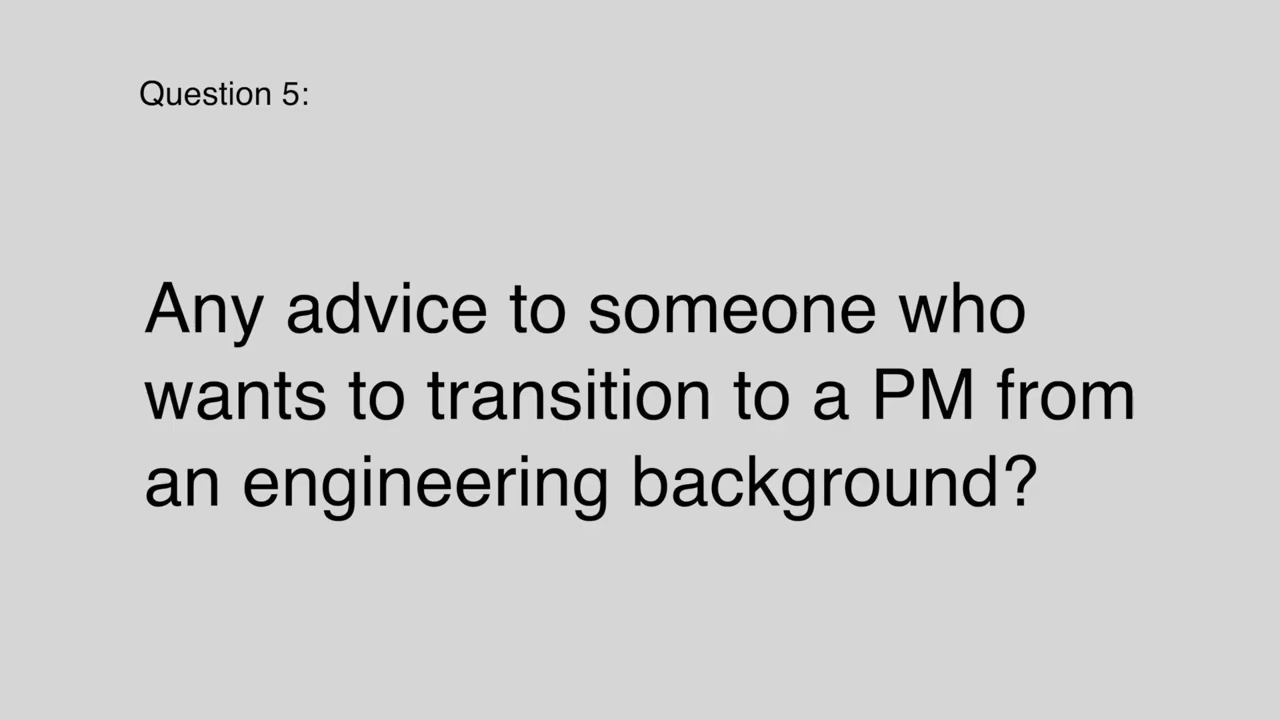 Question 5:
Any advice to someone who
wants to transition to a PM from
an engineering background?